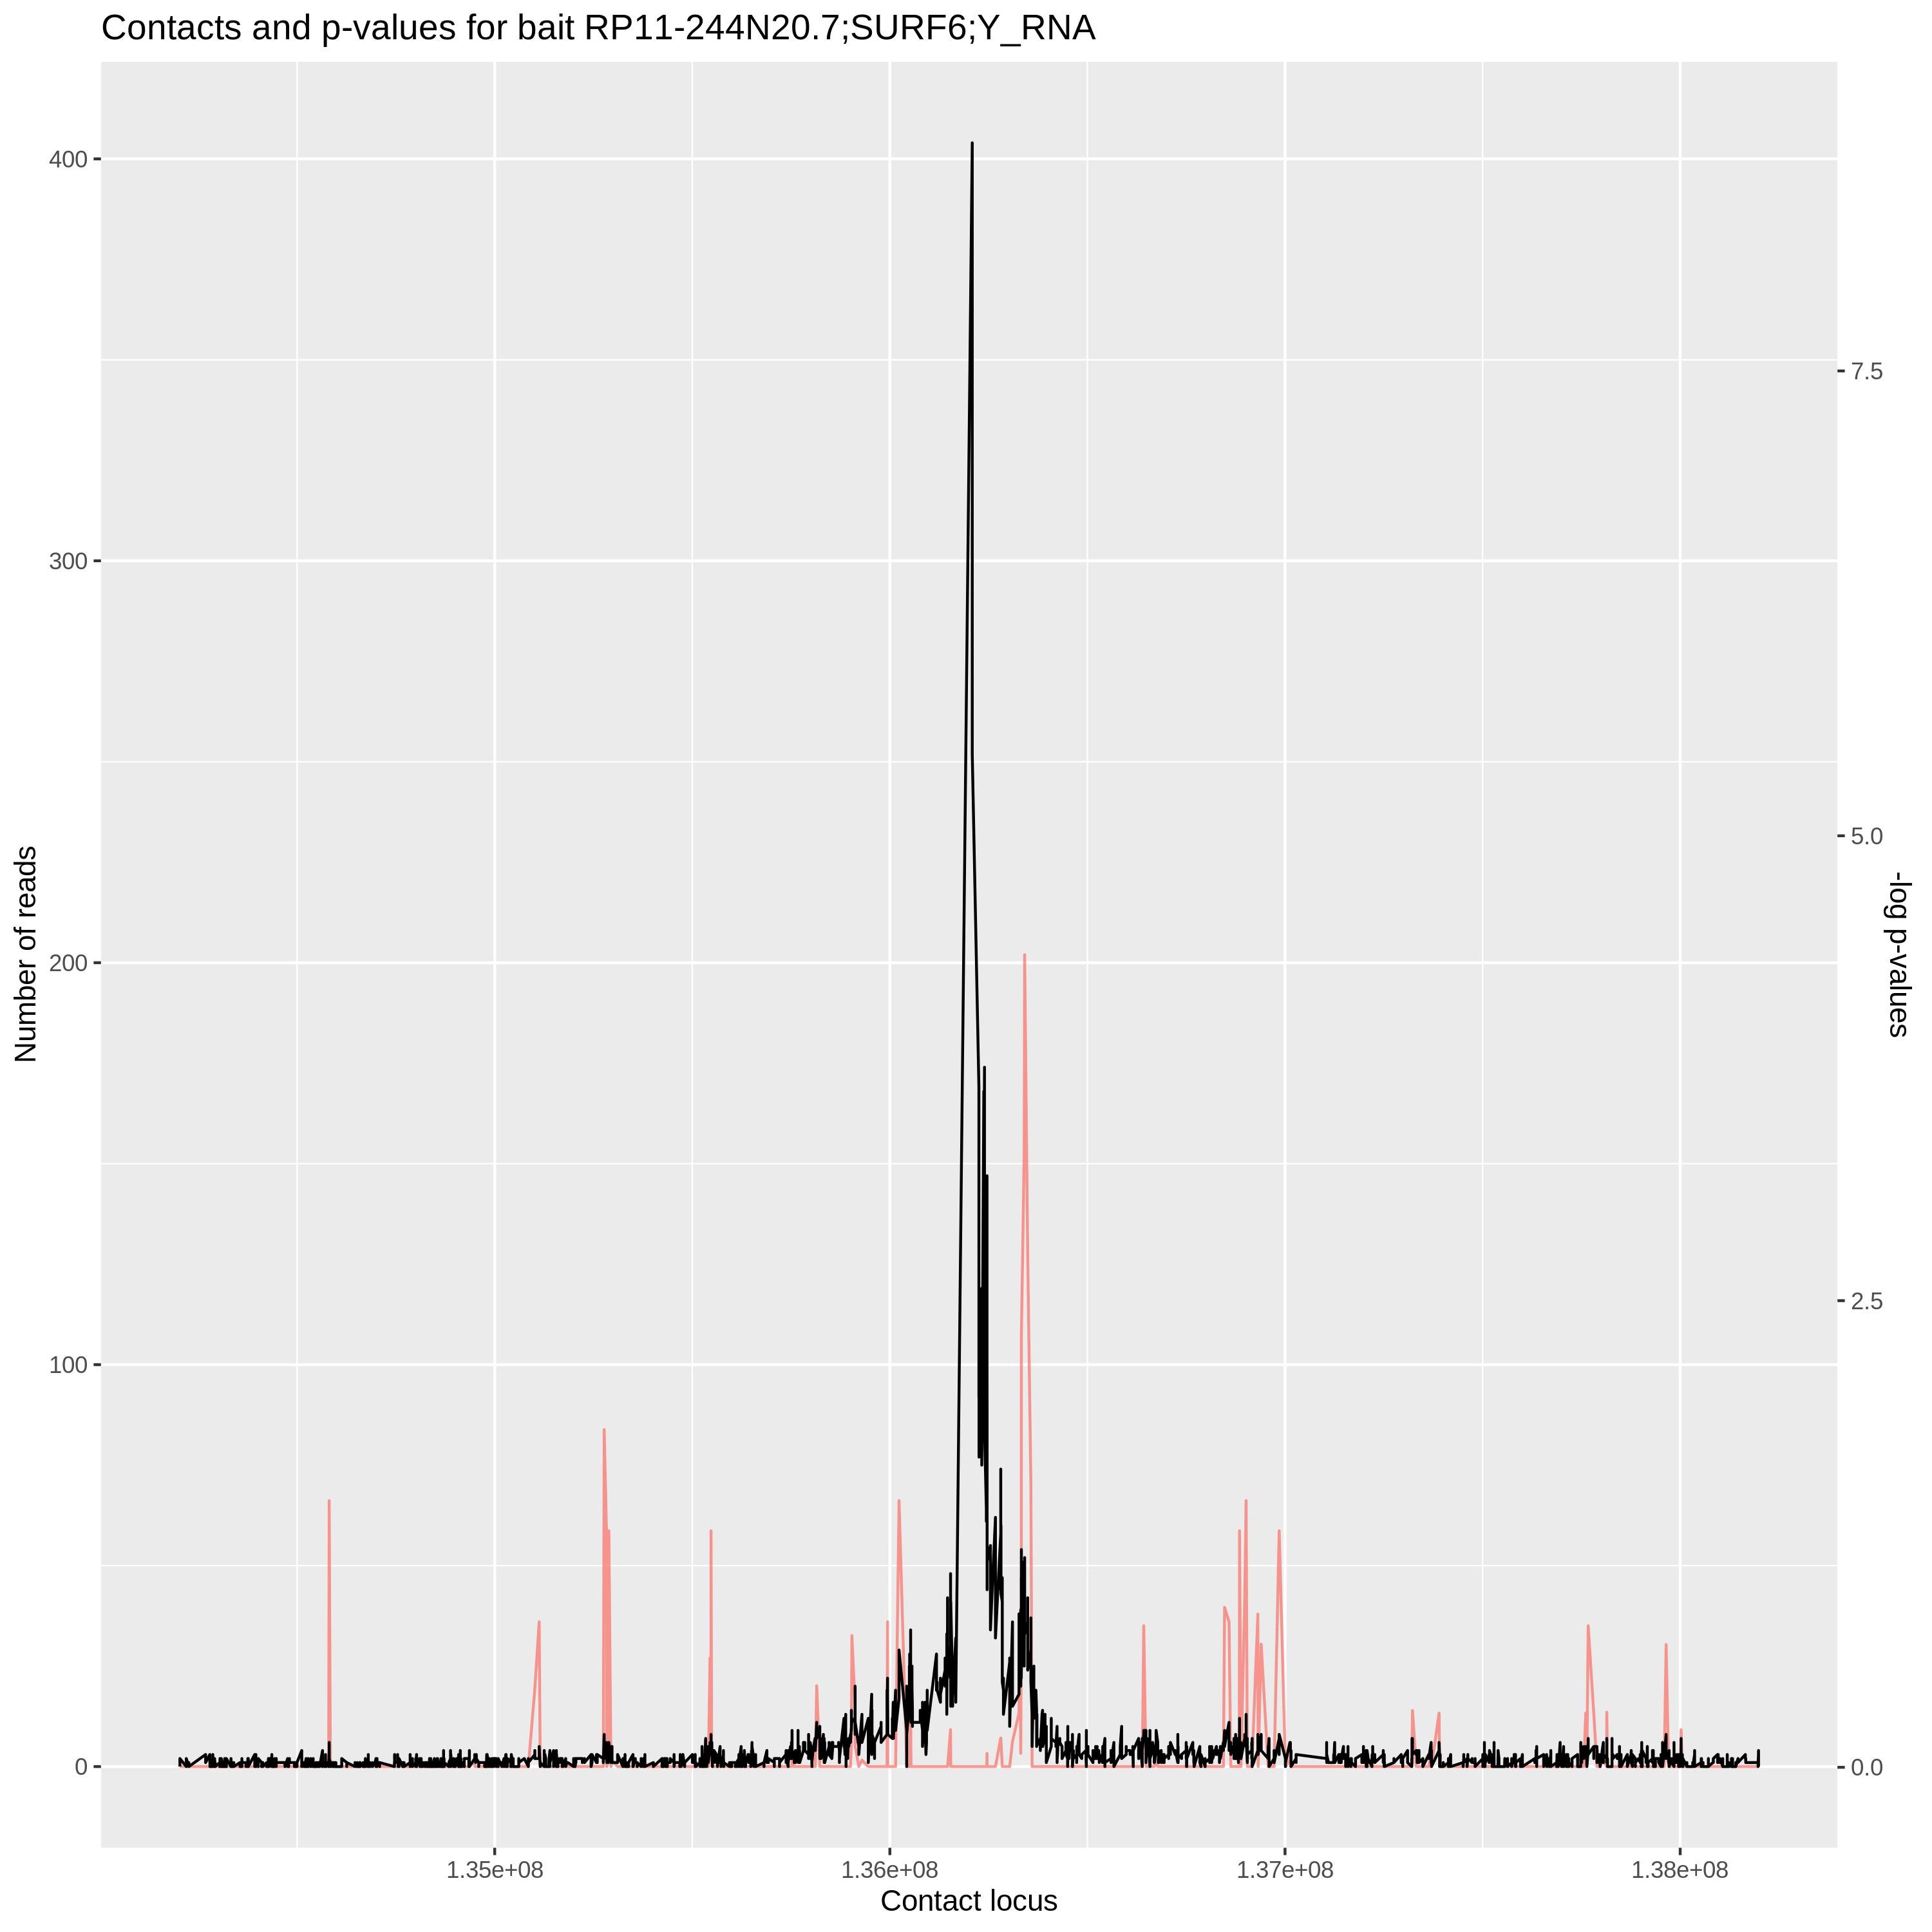 Contacts and p-values for bait RP11-244N20.7;SURF6;Y_RNA
400
300
200
100
0
Number of reads
7.5
5.0
2.5
0.0
-log p-values
1.35e+08
1.36e+08
1.37e+08
1.38e+08
Contact locus